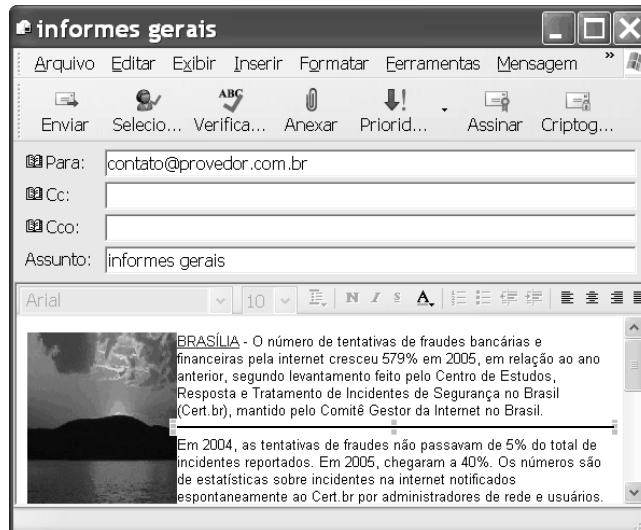 informes gerais
Arquivo Editar Exibir Inserir Formatar Ferramentas Mensagem »
ABC
Enviar Selecio... Verifica... Anexar Priorid... Assinar Criptog...
Para: contato@provedor.com.br
Cc:
Cco:
Assunto: informes gerais
Arial 10 N I S A
BRASÍLIA - O número de tentativas de fraudes bancárias e
financeiras pela internet cresceu 579% em 2005, em relação ao ano
anterior, segundo levantamento feito pelo Centro de Estudos,
Resposta e Tratamento de Incidentes de Segurança no Brasil
(Cert.br), mantido pelo Comitê Gestor da Internet no Brasil.
Em 2004, as tentativas de fraudes não passavam de 5% do total de
incidentes reportados. Em 2005, chegaram a 40%. Os números são
de estatísticas sobre incidentes na internet notificados
espontaneamente ao Cert.br por administradores de rede e usuários.